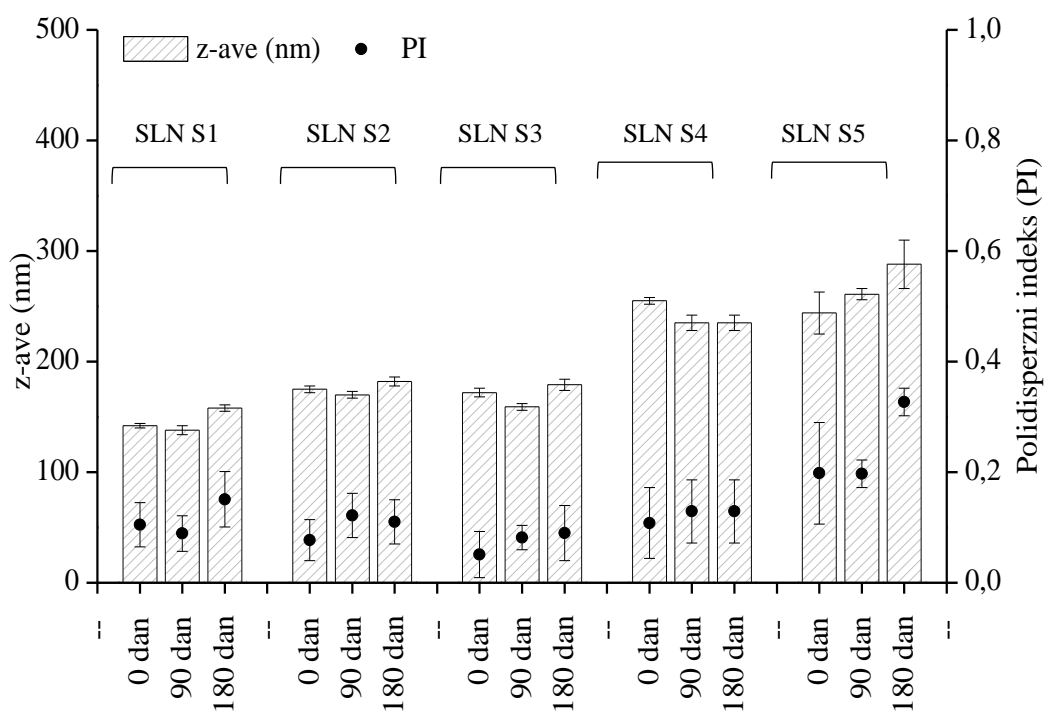 500
400
300
200
100
0
z-ave (nm)
z-ave (nm) PI
SLN S1 SLN S2 SLN S3 SLN S4 SLN S5
1,0
0,8
0,6
0,4
0,2
0,0
Polidisperzni indeks (PI)
--
0 dan
90 dan
180 dan
--
0 dan
90 dan
180 dan
--
0 dan
90 dan
180 dan
--
0 dan
90 dan
180 dan
--
0 dan
90 dan
180 dan
--